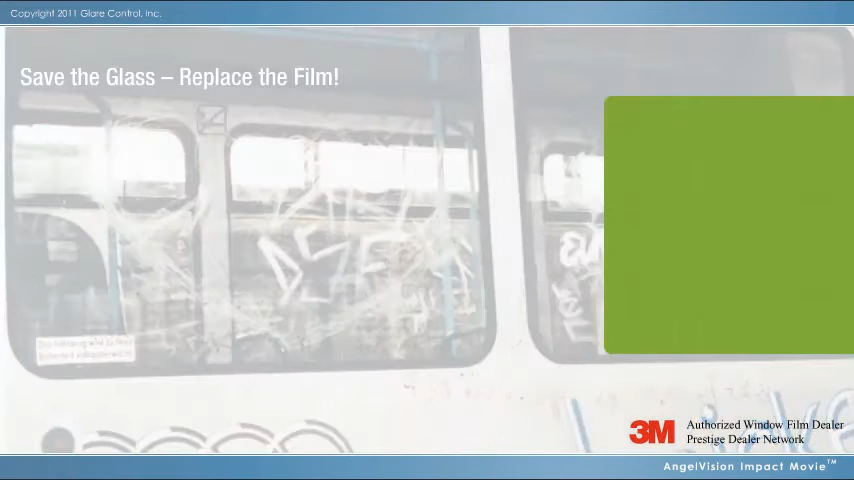 Copyright 2011 Glare Control, Inc.
Save the Glass – Replace the Film!
3M
Authorized Window Film Dealer
Prestige Dealer Network
AngelVision Impact Movie™